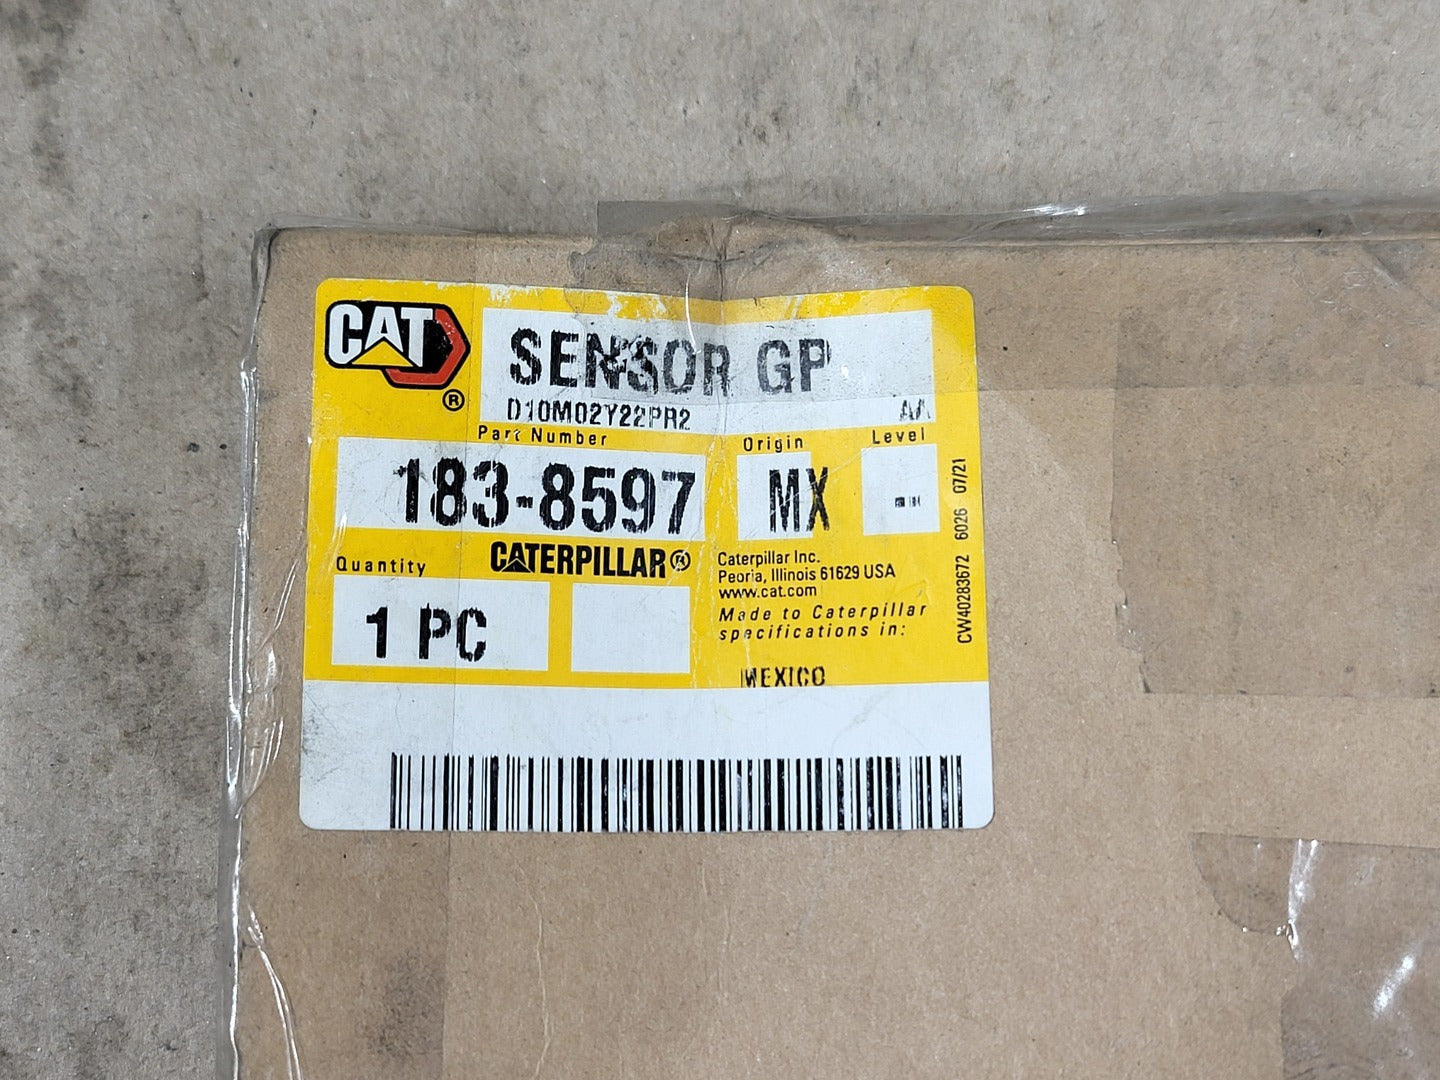 CAT®
SENSOR GP
D10M02Y22PR2 AA
Part Number Origin Level
183-8597 MX --
Quantity CATERPILLAR®
1 PC
Caterpillar Inc.
Peoria, Illinois 61629 USA
www.cat.com
Made to Caterpillar
specifications in:
MEXICO
CW40283672 6026 07/21